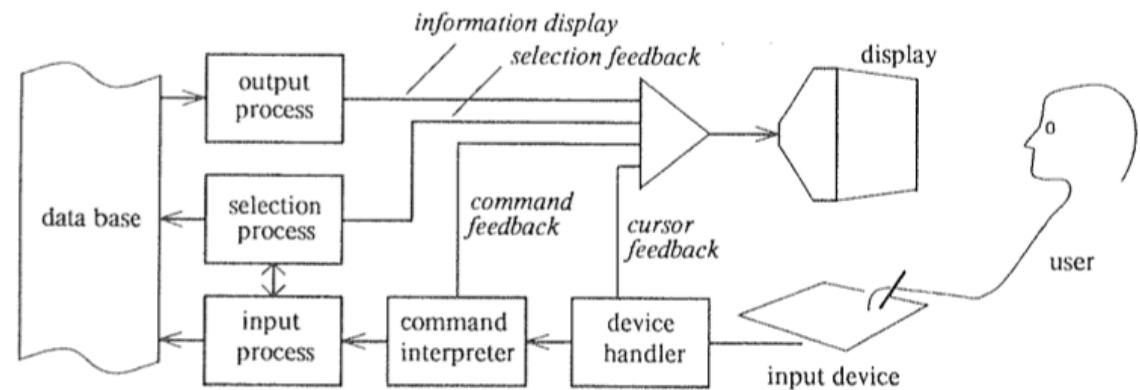 information display
selection feedback
display
output
process
data base
selection
process
command
feedback
cursor
feedback
user
input
process
command
interpreter
device
handler
input device